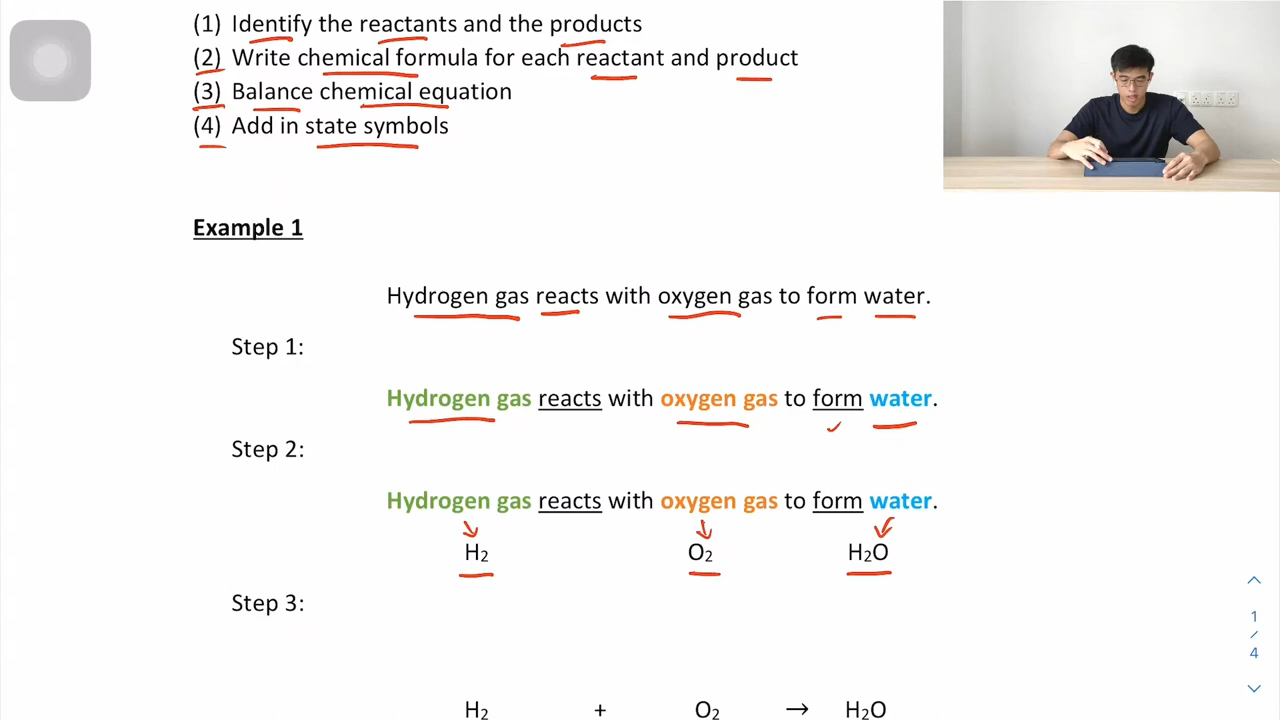 (1) Identify the reactants and the products
(2) Write chemical formula for each reactant and product
(3) Balance chemical equation
(4) Add in state symbols
Example 1
Hydrogen gas reacts with oxygen gas to form water.
Step 1:
Hydrogen gas reacts with oxygen gas to form water.
Step 2:
Hydrogen gas reacts with oxygen gas to form water.
H₂ O₂ H₂O
Step 3:
H₂ + O₂ → H₂O
1
/
4